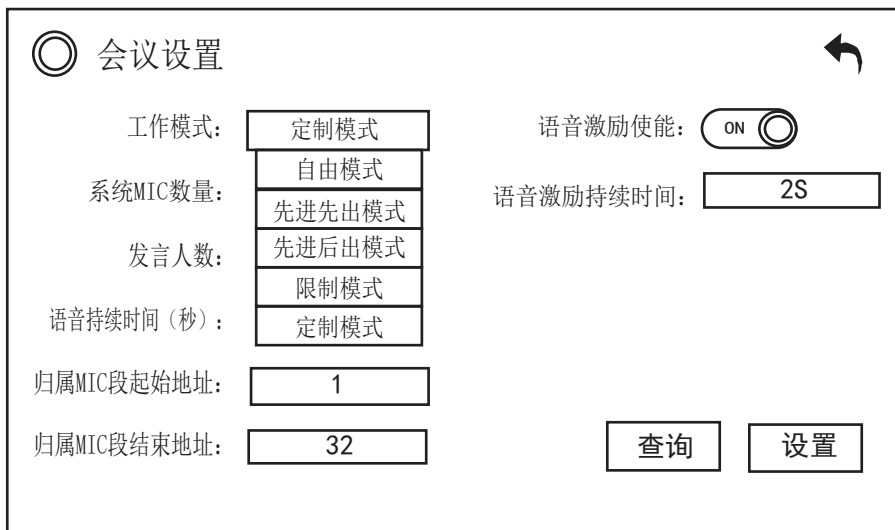 会议设置
工作模式： 定制模式
自由模式
系统MIC数量：
先进先出模式
发言人数： 先进后出模式
限制模式
语音持续时间（秒）： 定制模式
归属MIC段起始地址： 1
归属MIC段结束地址： 32
语音激励使能： ON
语音激励持续时间： 2S
查询 设置